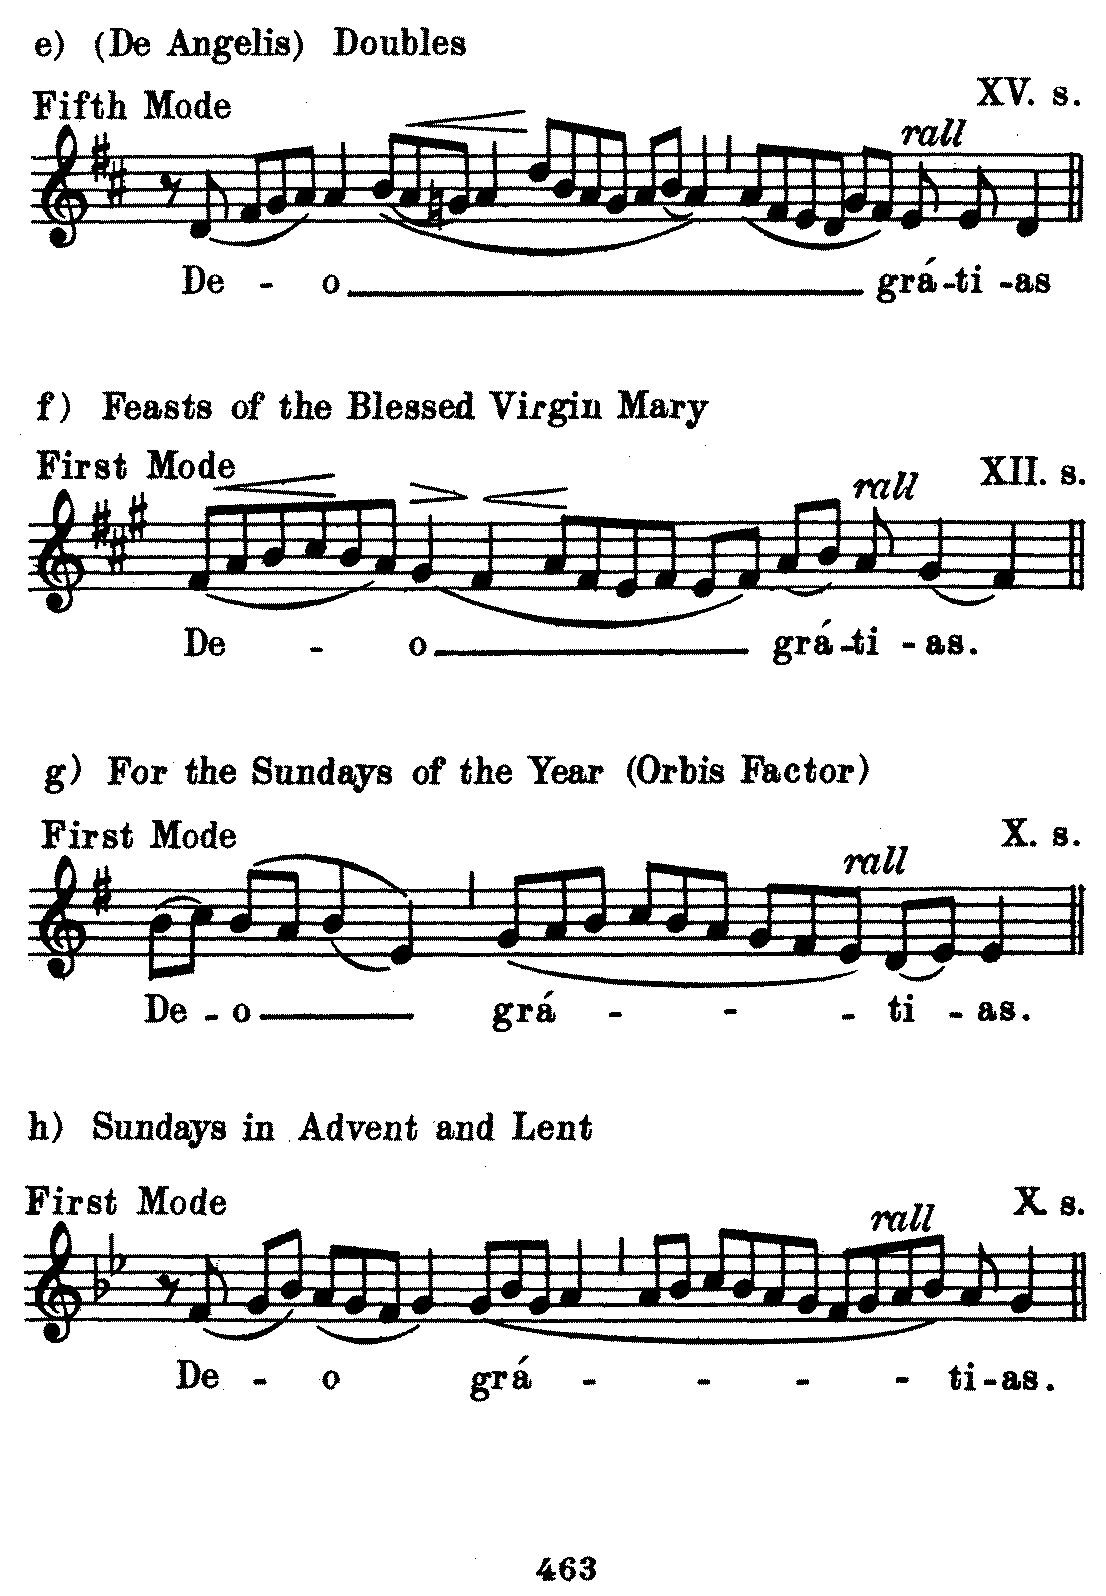 e) (De Angelis) Doubles
Fifth Mode XV. s.
rall
De - o grá-ti-as
f) Feasts of the Blessed Virgin Mary
First Mode XII. s.
rall
De - o grá-ti-as.
g) For the Sundays of the Year (Orbis Factor)
First Mode X. s.
rall
De-o grá - - - ti-as.
h) Sundays in Advent and Lent
First Mode X. s.
rall
De - o grá - - - - ti-as.
463